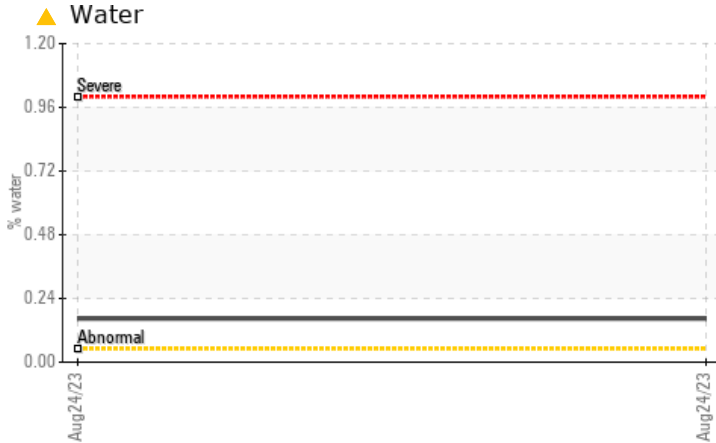 Water
1.20
Severe
0.96
0.72
% water
0.48
0.24
Abnormal
0.00
Aug24/23
Aug24/23